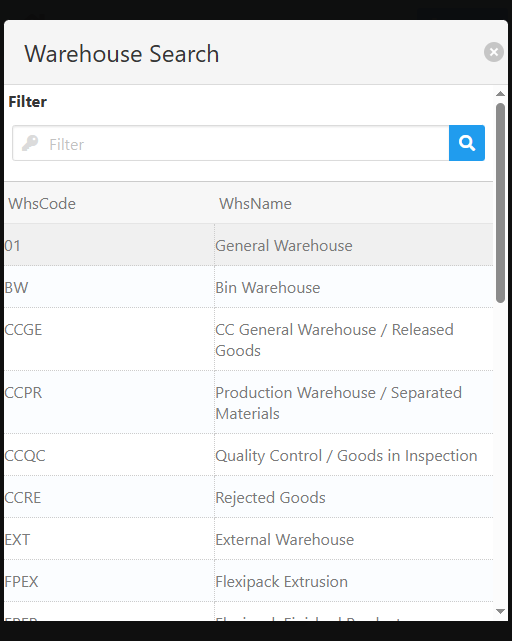 Warehouse Search
Filter
Filter
WhsCode WhsName
01 General Warehouse
BW Bin Warehouse
CCGE CC General Warehouse / Released
Goods
CCPR Production Warehouse / Separated
Materials
CCQC Quality Control / Goods in Inspection
CCRE Rejected Goods
EXT External Warehouse
FPEX Flexipack Extrusion